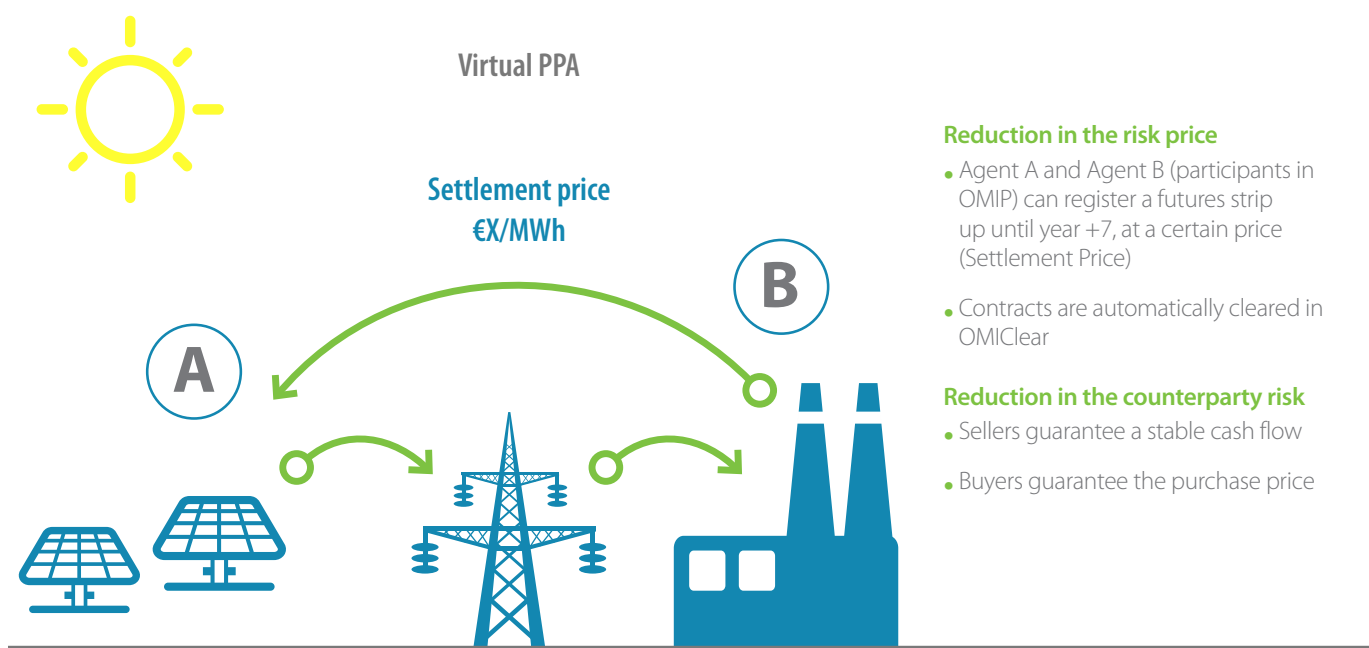 Virtual PPA
Settlement price
€X/MWh
A
B
Reduction in the risk price
• Agent A and Agent B (participants in
OMIP) can register a futures strip
up until year +7, at a certain price
(Settlement Price)
• Contracts are automatically cleared in
OMIClear
Reduction in the counterparty risk
• Sellers guarantee a stable cash flow
• Buyers guarantee the purchase price